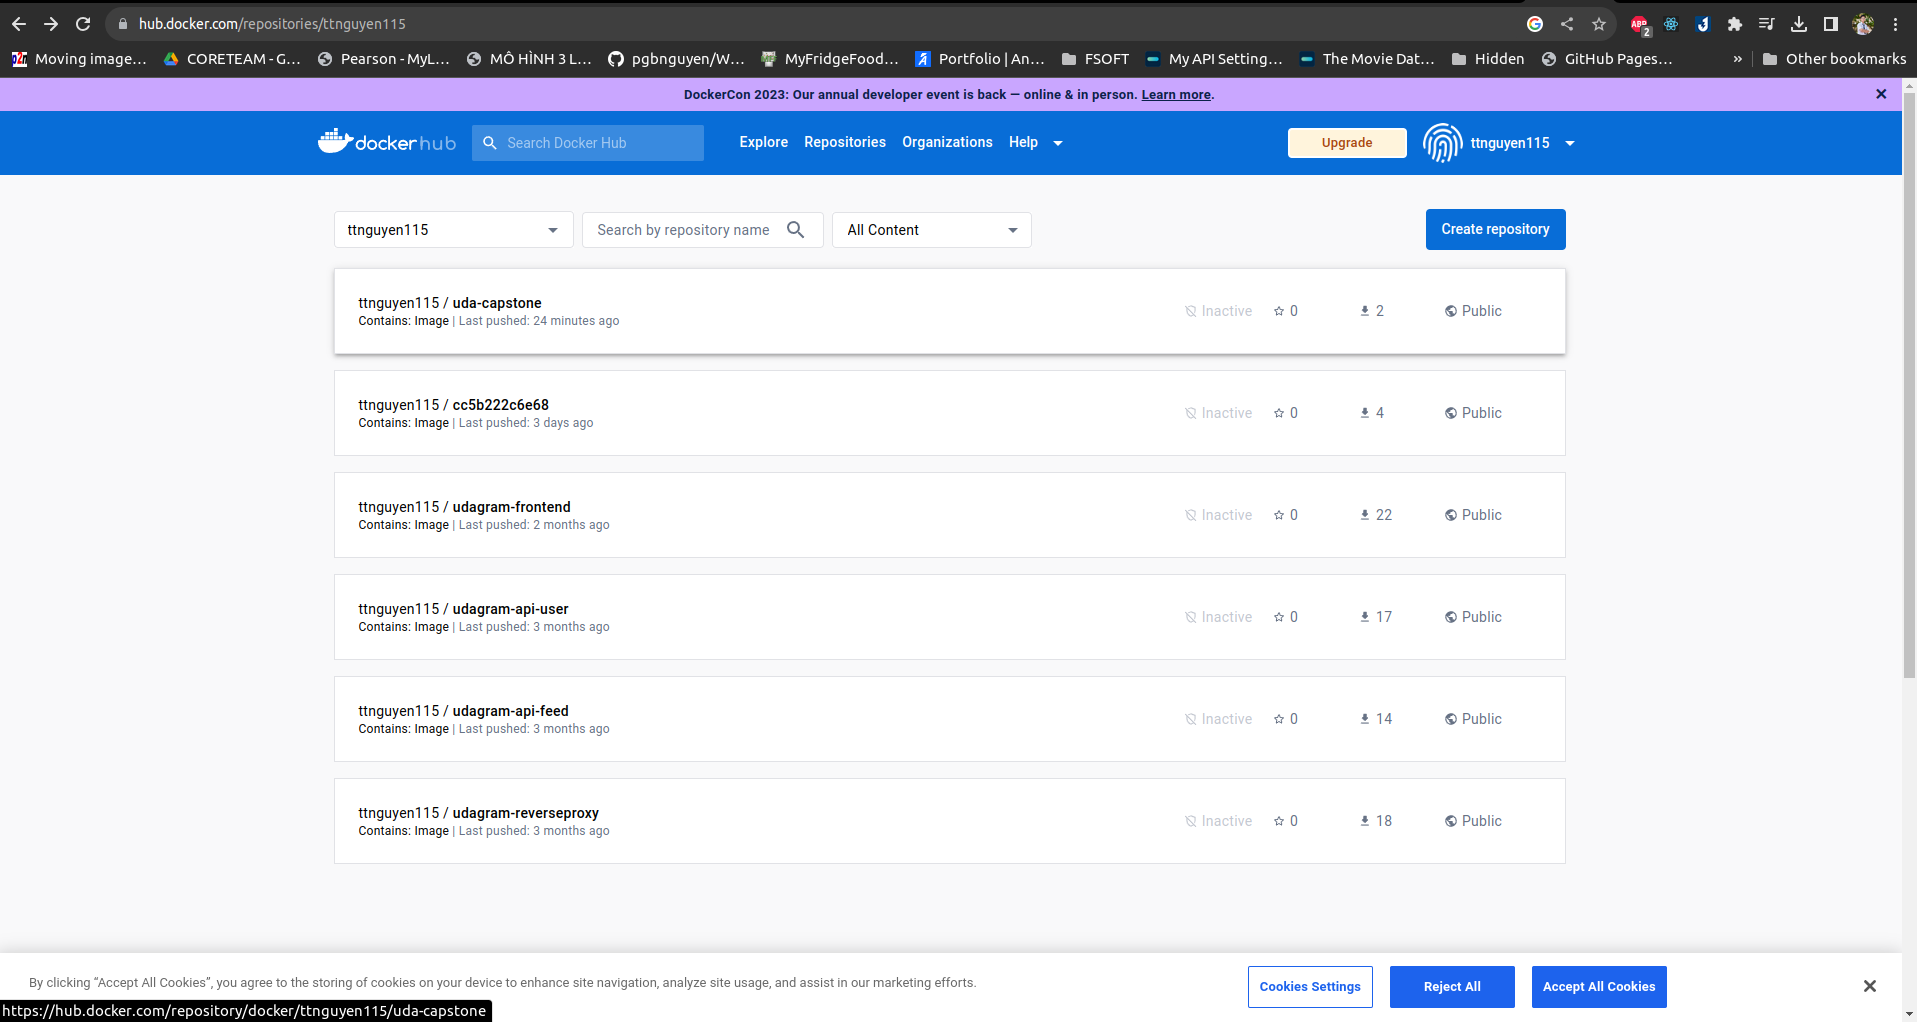 hub.docker.com/repositories/ttnguyen115
ABP
2
Moving image...
CORETEAM - G...
Pearson - MyL...
MÔ HÌNH 3 L...
pgbnguyen/W...
MyFridgeFood...
Portfolio | An...
FSOFT
My API Setting...
The Movie Dat...
Hidden
GitHub Pages...
»
Other bookmarks
DockerCon 2023: Our annual developer event is back — online & in person. Learn more.
dockerhub
Search Docker Hub
Explore
Repositories
Organizations
Help
Upgrade
ttnguyen115
ttnguyen115
Search by repository name
All Content
Create repository
ttnguyen115 / uda-capstone
Contains: Image | Last pushed: 24 minutes ago
Inactive
0
2
Public
ttnguyen115 / cc5b222c6e68
Contains: Image | Last pushed: 3 days ago
Inactive
0
4
Public
ttnguyen115 / udagram-frontend
Contains: Image | Last pushed: 2 months ago
Inactive
0
22
Public
ttnguyen115 / udagram-api-user
Contains: Image | Last pushed: 3 months ago
Inactive
0
17
Public
ttnguyen115 / udagram-api-feed
Contains: Image | Last pushed: 3 months ago
Inactive
0
14
Public
ttnguyen115 / udagram-reverseproxy
Contains: Image | Last pushed: 3 months ago
Inactive
0
18
Public
By clicking “Accept All Cookies”, you agree to the storing of cookies on your device to enhance site navigation, analyze site usage, and assist in our marketing efforts.
Cookies Settings
Reject All
Accept All Cookies
https://hub.docker.com/repository/docker/ttnguyen115/uda-capstone